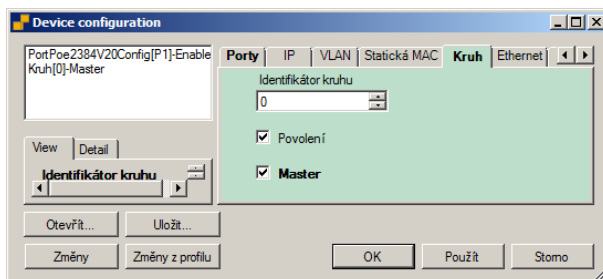 Device configuration
PortPoe2384V20Config[P1]-Enable
Kruh[0]-Master
Porty IP VLAN Statická MAC Kruh Ethernet
Identifikátor kruhu
0
Povolení
Master
View Detail
Identifikátor kruhu
Otevřít... Uložit...
Změny Změny z profilu OK Použít Storno